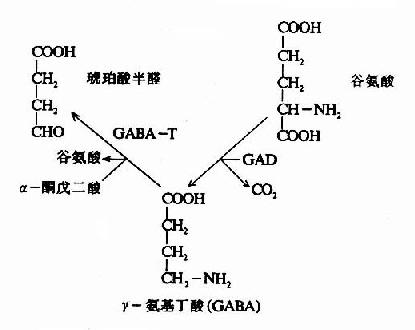 COOH
CH₂
CH₂
CHO
琥珀酸半醛
COOH
CH₂
CH₂
CH—NH₂
COOH
谷氨酸
GABA-T
谷氨酸
α-酮戊二酸
GAD
CO₂
COOH
CH₂
CH₂
CH₂—NH₂
γ-氨基丁酸(GABA)